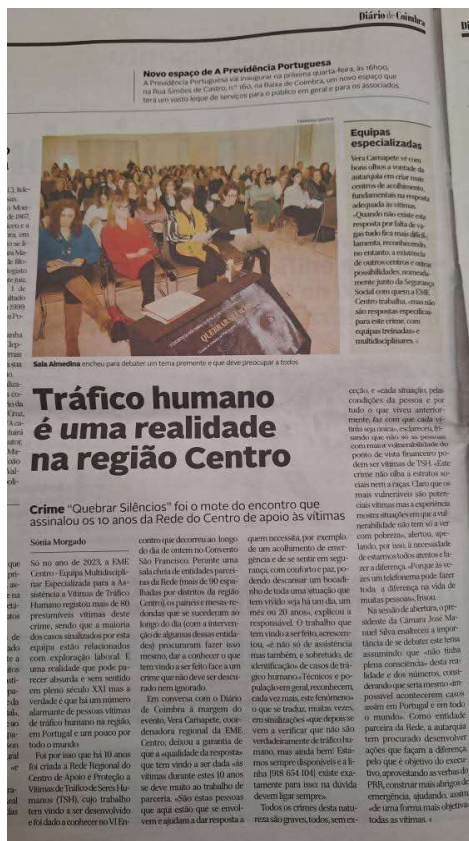 Diário de Coimbra
Novo espaço de A Previdência Portuguesa
A Previdência Portuguesa vai inaugurar na próxima quarta-feira, às 16h00,
na Rua Simões de Castro, n.º 160, na Baixa de Coimbra, um novo espaço que
terá um vasto leque de serviços para o público em geral e para os associados.
QUEBRAR
Sala Almedina encheu para debater um tema premente e que deve preocupar a todos
Equipas
especializadas
Vera Carnapete vê com
bons olhos a vontade da
autarquia em criar mais
centros de acolhimento,
fundamentais na resposta
adequada às vítimas.
«Quando não existe esta
resposta por falta de va-
gas tudo fica mais difícil»,
lamenta, reconhecendo,
no entanto, a existência
de outros centros e outras
possibilidades, nomeada-
mente junto da Segurança
Social com quem a EME
Centro trabalha, «mas não
são respostas específicas
para este crime, com
equipas treinadas» e
multidisciplinares.
Tráfico humano
é uma realidade
na região Centro
Crime “Quebrar Silêncios” foi o mote do encontro que
assinalou os 10 anos da Rede do Centro de apoio às vítimas
Sónia Morgado
Só no ano de 2023, a EME
Centro - Equipa Multidiscipli-
nar Especializada para a As-
sistência a Vítimas de Tráfico
Humano registou mais de 60
presumíveis vítimas deste
crime, sendo que a maioria
dos casos sinalizados por esta
equipa estão relacionados
com exploração laboral. E
uma realidade que pode pa-
recer absurda e sem sentido
em pleno século XXI mas a
verdade é que há um número
alarmante de pessoas vítimas
de tráfico humano na região,
em Portugal e um pouco por
todo o mundo.
Foi por isso que há 10 anos
foi criada a Rede Regional do
Centro de Apoio e Proteção a
Vítimas de Tráfico de Seres Hu-
manos (TSH), cujo trabalho
tem vindo a ser desenvolvido
e foi dado a conhecer no VI En-
contro que decorreu ao longo
do dia de ontem no Convento
São Francisco. Perante uma
sala cheia de entidades parcei-
ras da Rede (mais de 90 espa-
lhadas por distritos da região
Centro), os painéis e mesas-re-
dondas que se sucederam ao
longo do dia (com a interven-
ção de algumas dessas entida-
des) procuraram fazer isso
mesmo, dar a conhecer o que
tem vindo a ser feito face a um
crime que não deve ser descu-
rado nem ignorado.
Em conversa com o Diário
de Coimbra à margem do
evento, Vera Carnapete, coor-
denadora regional da EME
Centro, deixou a garantia de
que a «qualidade da resposta»
que tem vindo a ser dada «às
vítimas durante estes 10 anos
se deve muito ao trabalho de
parceria. «São estas pessoas
que aqui estão que se envol-
vem e ajudam a dar resposta a
quem necessita, por exemplo,
de um acolhimento de emer-
gência e de se sentir em segu-
rança, com conforto e paz, po-
dendo descansar um bocadi-
nho de toda uma situação que
tem vivido seja há um dia, um
mês ou 20 anos», explicou a
responsável. O trabalho que
tem vindo a ser feito, acrescen-
tou, «é não só de assistência
mas também, e sobretudo, de
identificação» de casos de trá-
fico humano.«Técnicos e po-
pulação em geral, reconhecem,
cada vez mais, este fenómeno»
o que se traduz, muitas vezes,
em sinalizações «que depois se
vem a verificar que não são
verdadeiramente de tráfico hu-
mano, mas ainda bem! Esta-
mos sempre disponíveis e a li-
nha [918 654 104] existe exata-
mente para isso: na dúvida
devem ligar sempre».
Todos os crimes desta natu-
reza são graves, todos, sem ex-
ceção, e «cada situação, pelas
condições da pessoa e por
tudo o que viveu anterior-
mente, faz com que cada ví-
tima seja única», esclareceu, fri-
sando que não só as pessoas
com maior vulnerabilidade do
ponto de vista financeiro po-
dem ser vítimas de TSH. «Este
crime não olha a estratos so-
ciais nem a raças. Claro que os
mais vulneráveis são poten-
ciais vítimas mas a experiência
mostra situações em que a vul-
nerabilidade não tem só a ver
com pobreza», alertou, ape-
lando, por isso, à necessidade
de estarmos todos atentos e fa-
zer a diferença. «Porque às ve-
zes um telefonema pode fazer
toda a diferença na vida de
muitas pessoas», frisou.
Na sessão de abertura, o pre-
sidente da Câmara José Ma-
nuel Silva enalteceu a impor-
tância de se debater este tema
assumindo que «não tinha
plena consciência» desta rea-
lidade e dos números, consi-
derando que seria mesmo «im-
possível acontecerem casos
assim em Portugal e em todo
o mundo». Como entidade
parceira da Rede, a autarquia
tem procurado desenvolver
ações que façam a diferença
pelo que é objetivo do execu-
tivo, aproveitando as verbas do
PRR, construir mais abrigos de
emergência, ajudando, assim,
«de uma forma mais objetiva»
todas as vítimas.